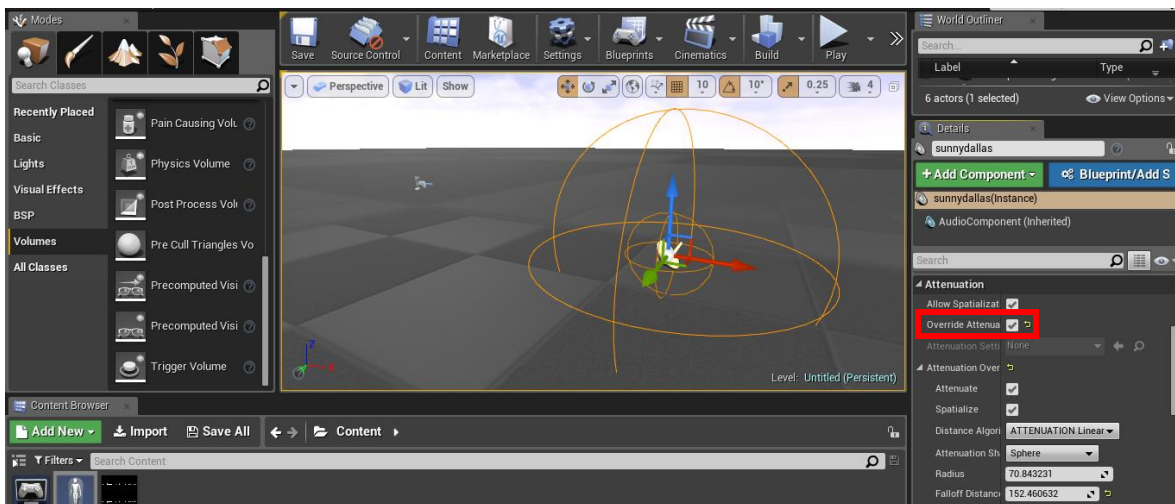 Modes
Search Classes
Recently Placed
Basic
Lights
Visual Effects
BSP
Volumes
All Classes
Pain Causing Volu
Physics Volume
Post Process Volu
Pre Cull Triangles Vo
Precomputed Visi
Precomputed Visi
Trigger Volume
Save
Source Control
Content
Marketplace
Settings
Blueprints
Cinematics
Build
Play
Perspective
Lit
Show
10
10°
0.25
4
Z
X
Level: Untitled (Persistent)
World Outliner
Search...
Label
Type
6 actors (1 selected)
View Options
Details
sunnydallas
+Add Component
Blueprint/Add S
sunnydallas(Instance)
AudioComponent (Inherited)
Search
Attenuation
Allow Spatializat
Override Attenua
Attenuation Setti
None
Attenuation Over
Attenuate
Spatialize
Distance Algori
ATTENUATION Linear
Attenuation Sh
Sphere
Radius
70.843231
Falloff Distanc
152.460632
Content Browser
Add New
Import
Save All
Content
Filters
Search Content